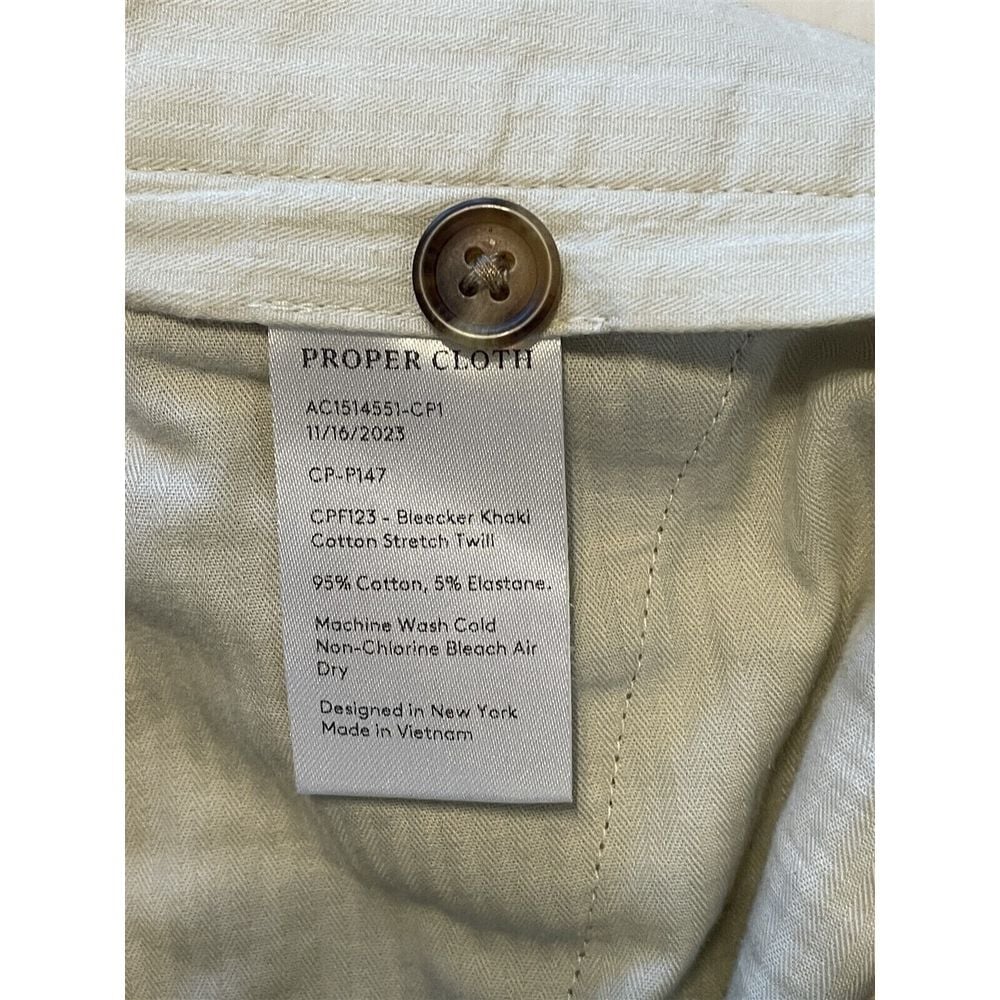 PROPER CLOTH
AC1514551-CP1
11/16/2023
CP-P147
CPF123 - Bleecker Khaki
Cotton Stretch Twill
95% Cotton, 5% Elastane.
Machine Wash Cold
Non-Chlorine Bleach Air
Dry
Designed in New York
Made in Vietnam